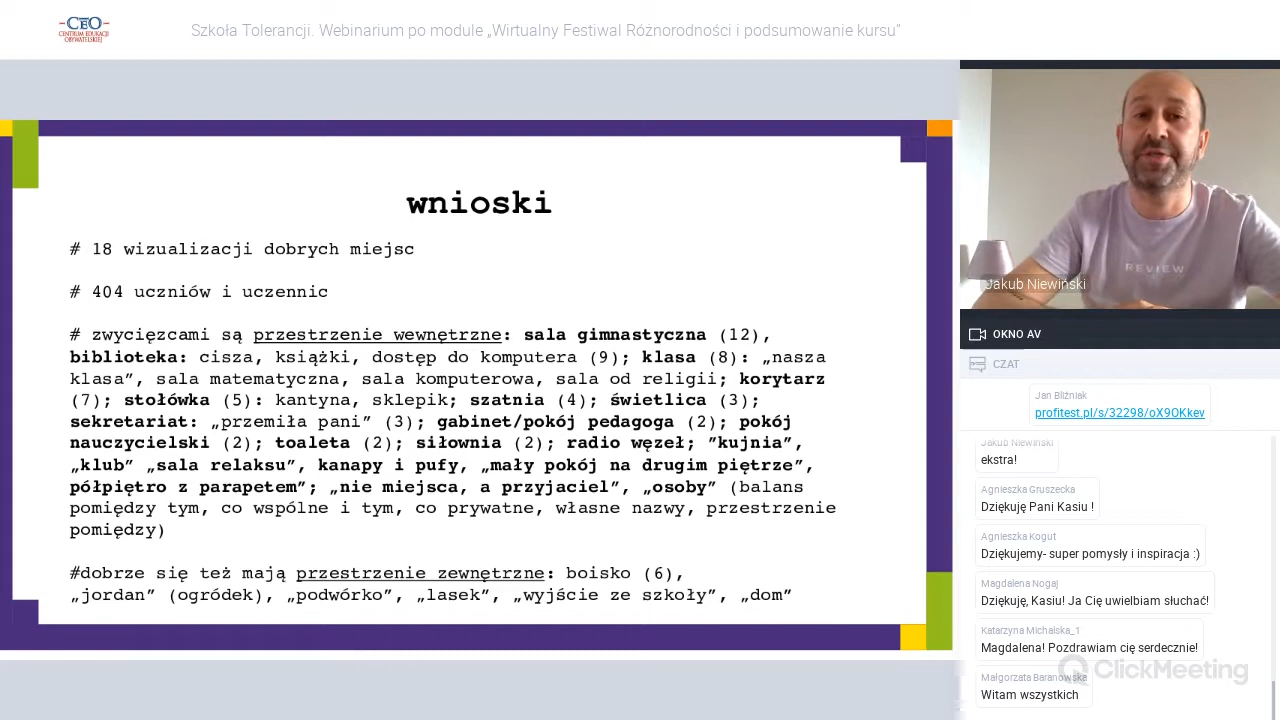 CEO
CENTRUM EDUKACJI
OBYWATELSKIEJ
Szkoła Tolerancji. Webinarium po module „Wirtualny Festiwal Różnorodności i podsumowanie kursu”
wnioski
# 18 wizualizacji dobrych miejsc
# 404 uczniów i uczennic
# zwycięzcami są przestrzenie wewnętrzne: sala gimnastyczna (12),
biblioteka: cisza, książki, dostęp do komputera (9); klasa (8): „nasza
klasa”, sala matematyczna, sala komputerowa, sala od religii; korytarz
(7); stołówka (5): kantyna, sklepik; szatnia (4); świetlica (3);
sekretariat: „przemiła pani” (3); gabinet/pokój pedagoga (2); pokój
nauczycielski (2); toaleta (2); siłownia (2); radio węzeł; ”kujnia”,
„klub” „sala relaksu”, kanapy i pufy, „mały pokój na drugim piętrze”,
półpiętro z parapetem”; „nie miejsca, a przyjaciel”, „osoby” (balans
pomiędzy tym, co wspólne i tym, co prywatne, własne nazwy, przestrzenie
pomiędzy)
#dobrze się też mają przestrzenie zewnętrzne: boisko (6),
„jordan” (ogródek), „podwórko”, „lasek”, „wyjście ze szkoły”, „dom”
REVIEW
Jakub Niewiński
OKNO AV
CZAT
Jan Bliźniak
profitest.pl/s/32298/oX9OKkev
Jakub Niewiński
ekstra!
Agnieszka Gruszecka
Dziękuję Pani Kasiu !
Agnieszka Kogut
Dziękujemy- super pomysły i inspiracja :)
Magdalena Nogaj
Dziękuję, Kasiu! Ja Cię uwielbiam słuchać!
Katarzyna Michalska_1
Magdalena! Pozdrawiam cię serdecznie!
ClickMeeting
Małgorzata Baranowska
Witam wszystkich